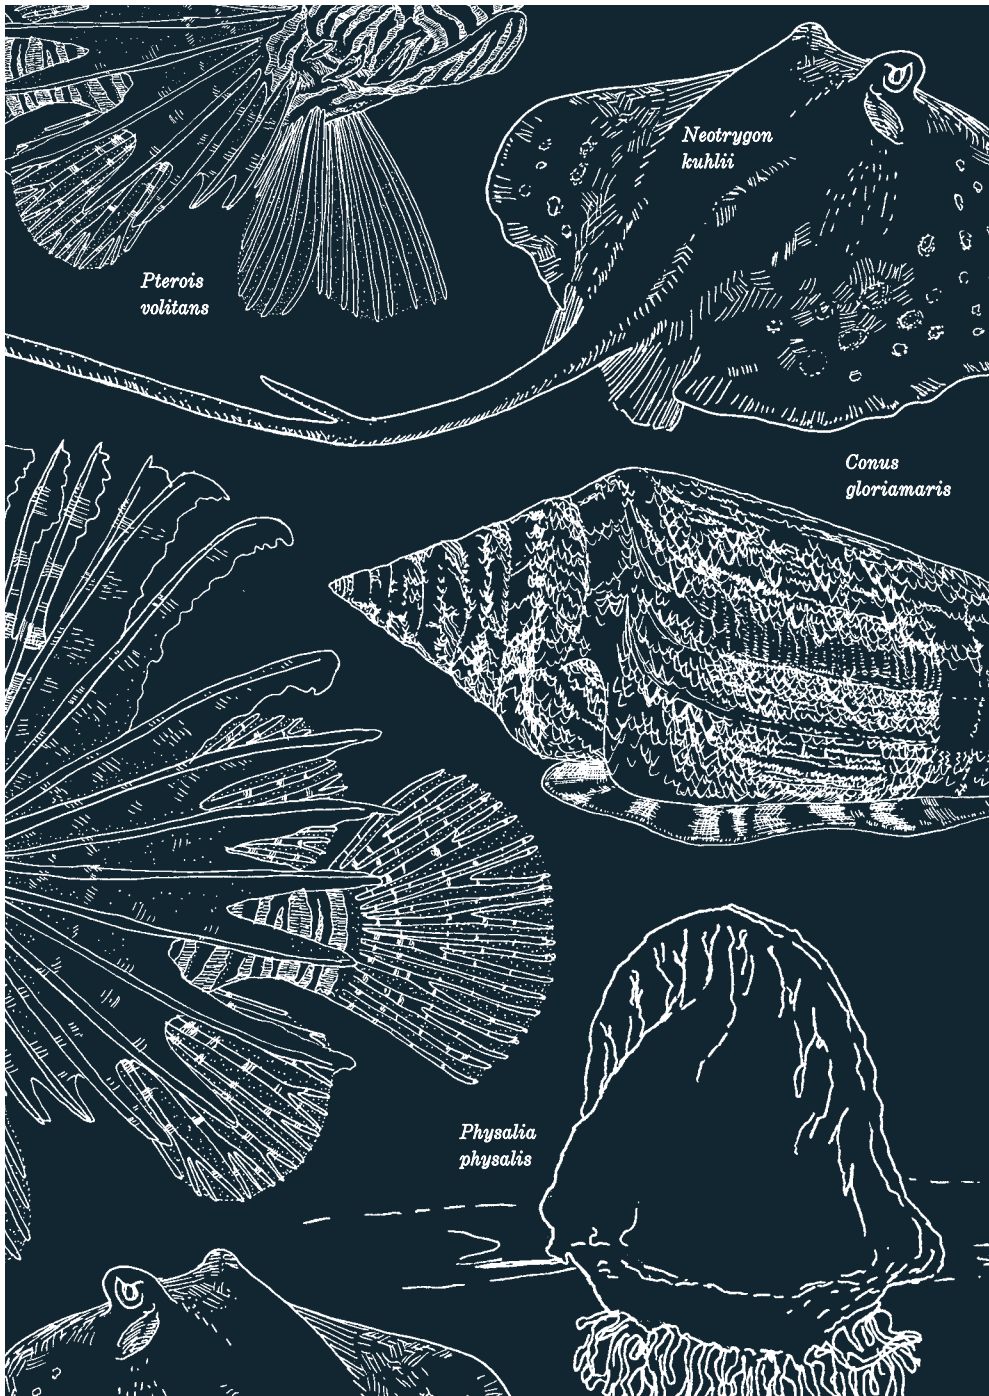 Neotrygon
kuhlii
Pterois
volitans
Conus
gloriamaris
Physalia
physalis